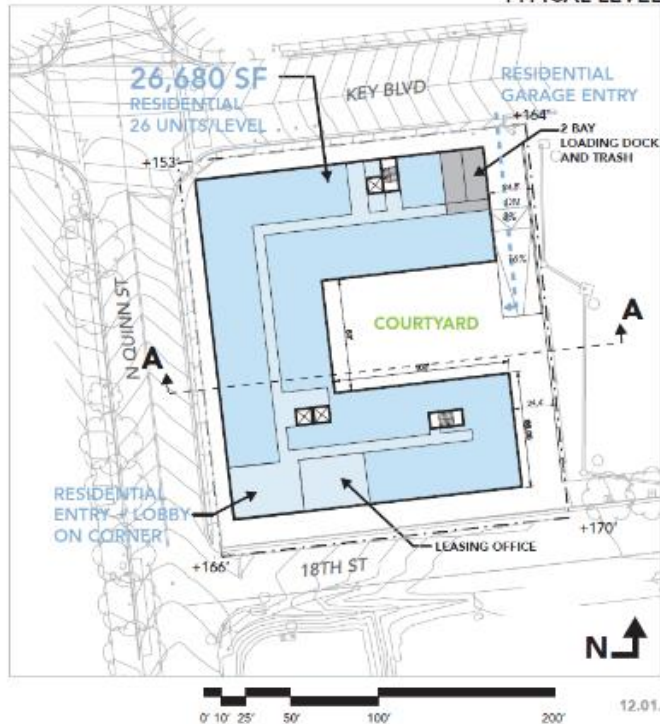 TYPICAL LEVEL
26,680 SF
RESIDENTIAL
26 UNITS/LEVEL
KEY BLVD
RESIDENTIAL
GARAGE ENTRY
+164'
2 BAY
LOADING DOCK
AND TRASH
+153'
N QUINN ST
COURTYARD
A
A
RESIDENTIAL
ENTRY + LOBBY
ON CORNER
LEASING OFFICE
+170'
+166'
18TH ST
N
0' 10' 25' 50' 100' 200'
12.01.